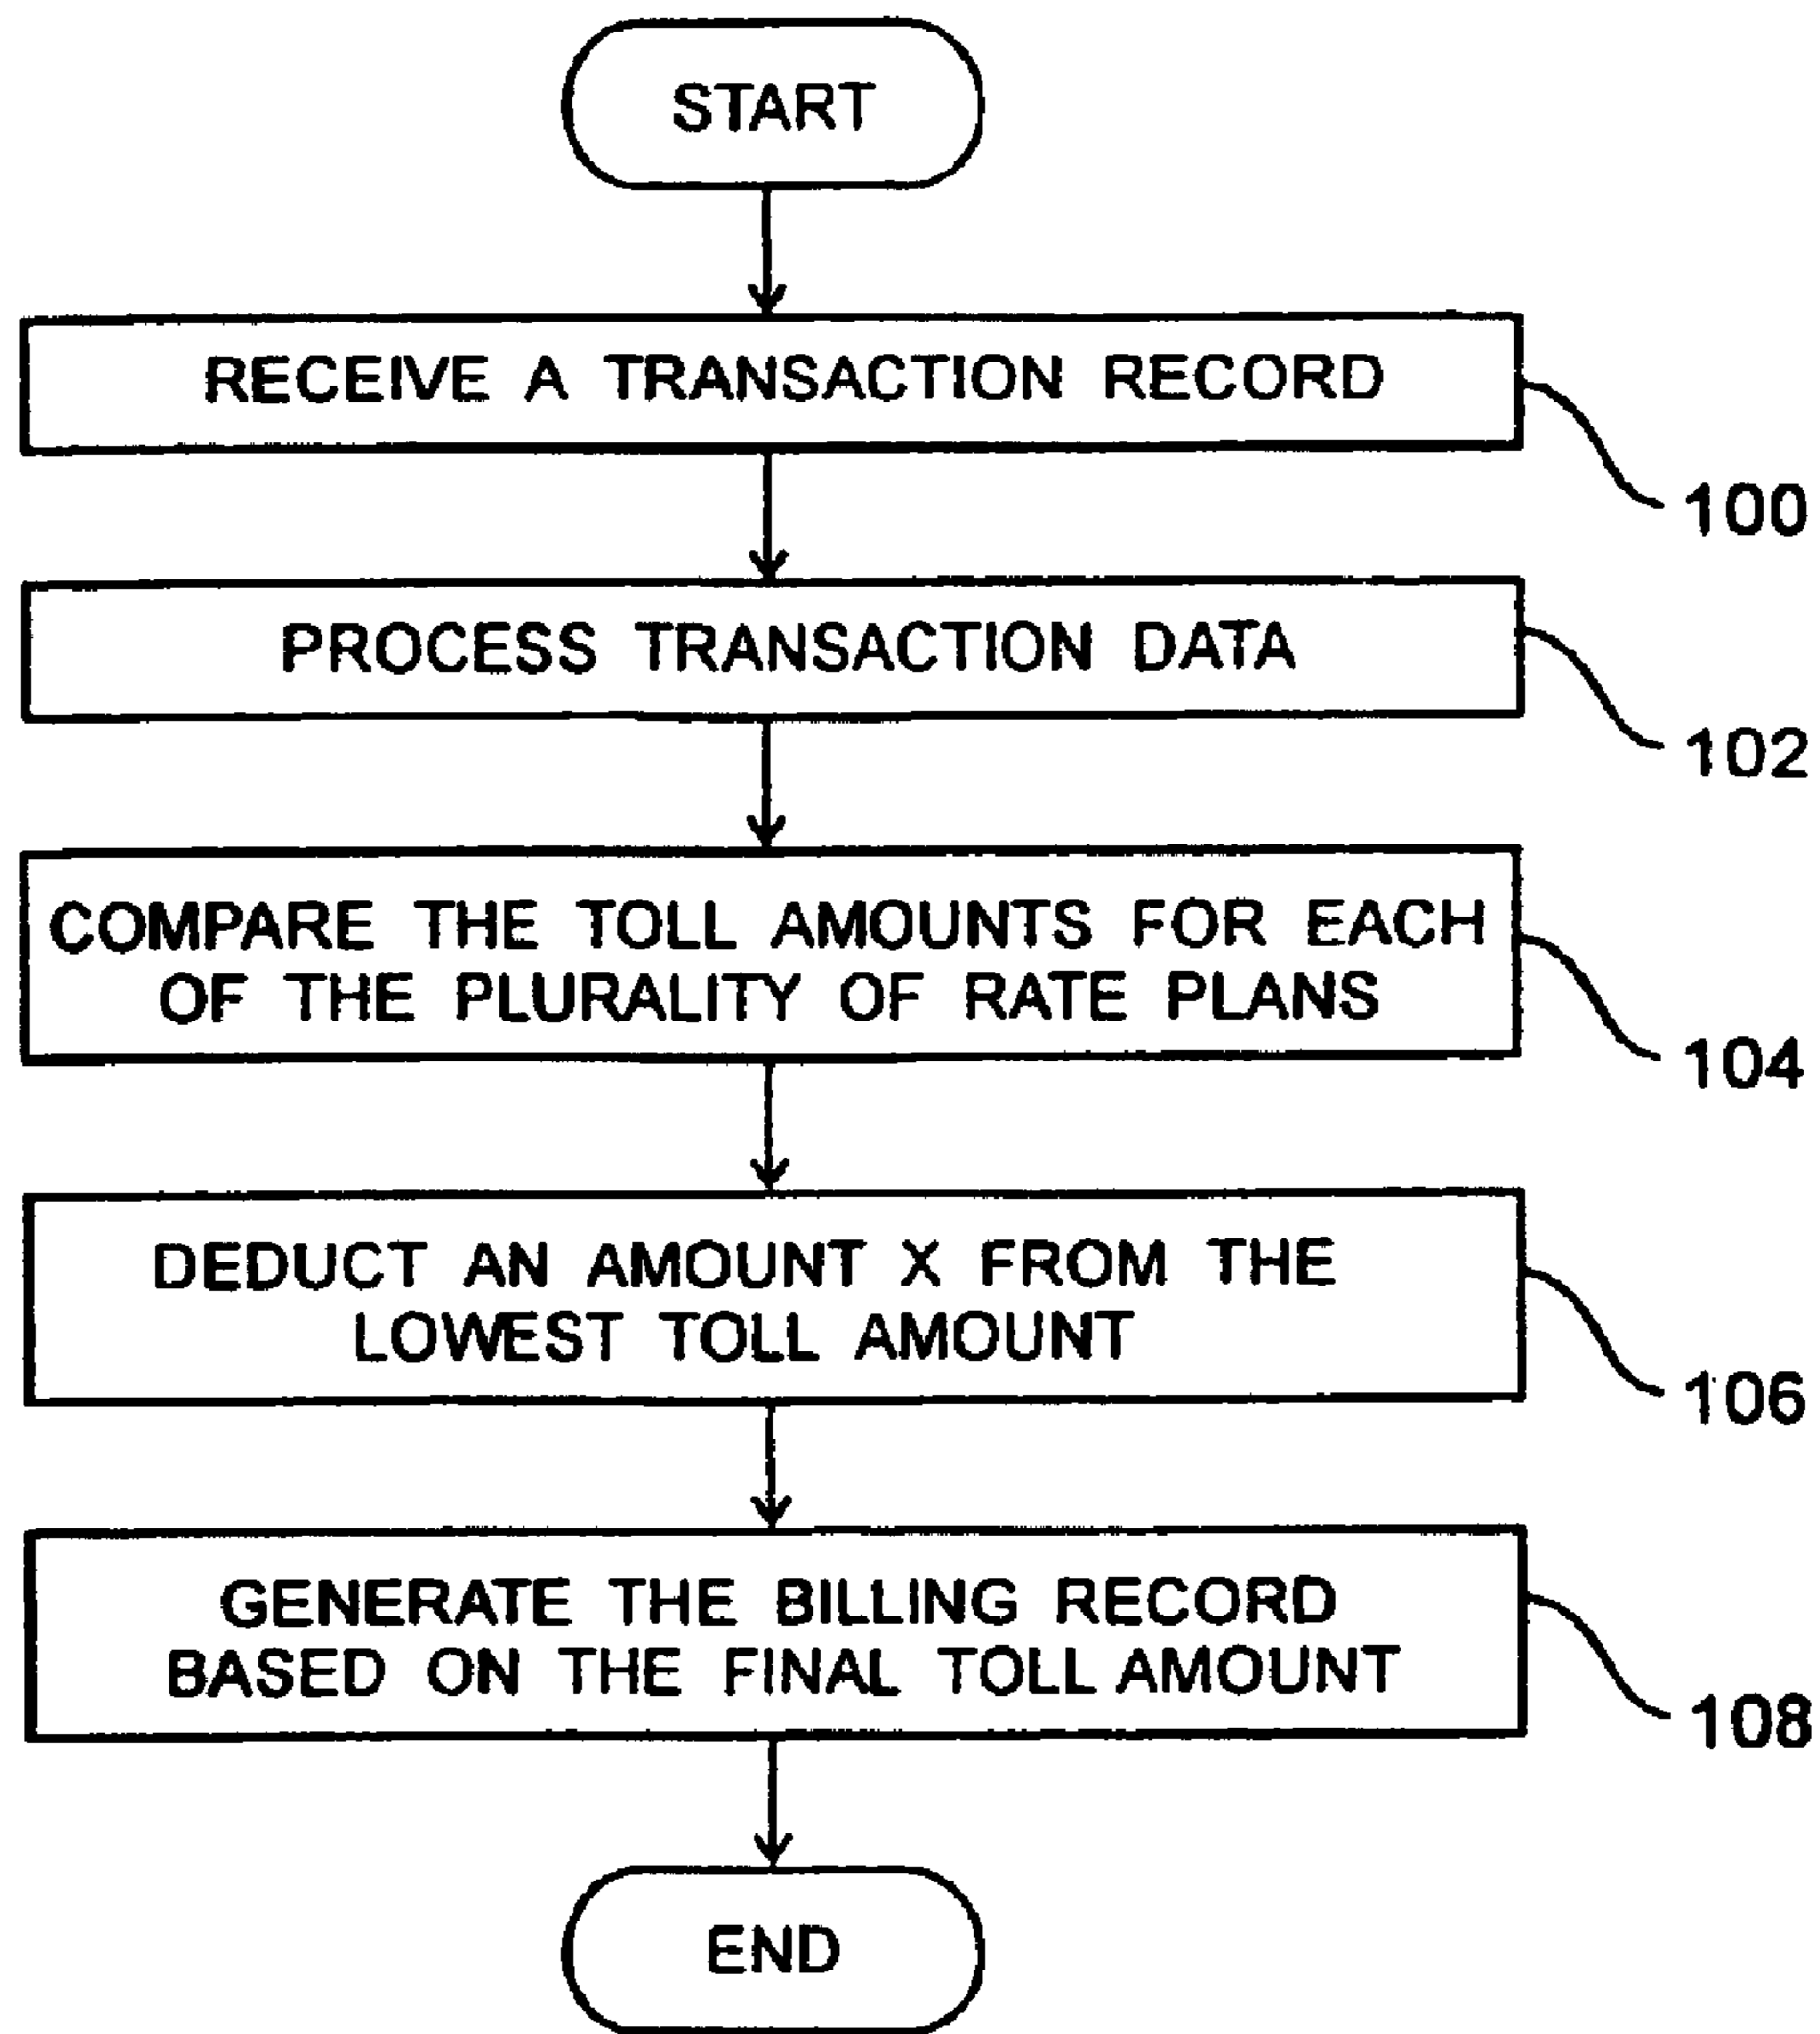 START
RECEIVE A TRANSACTION RECORD
100
PROCESS TRANSACTION DATA
102
COMPARE THE TOLL AMOUNTS FOR EACH
OF THE PLURALITY OF RATE PLANS
104
DEDUCT AN AMOUNT X FROM THE
LOWEST TOLL AMOUNT
106
GENERATE THE BILLING RECORD
BASED ON THE FINAL TOLL AMOUNT
108
END